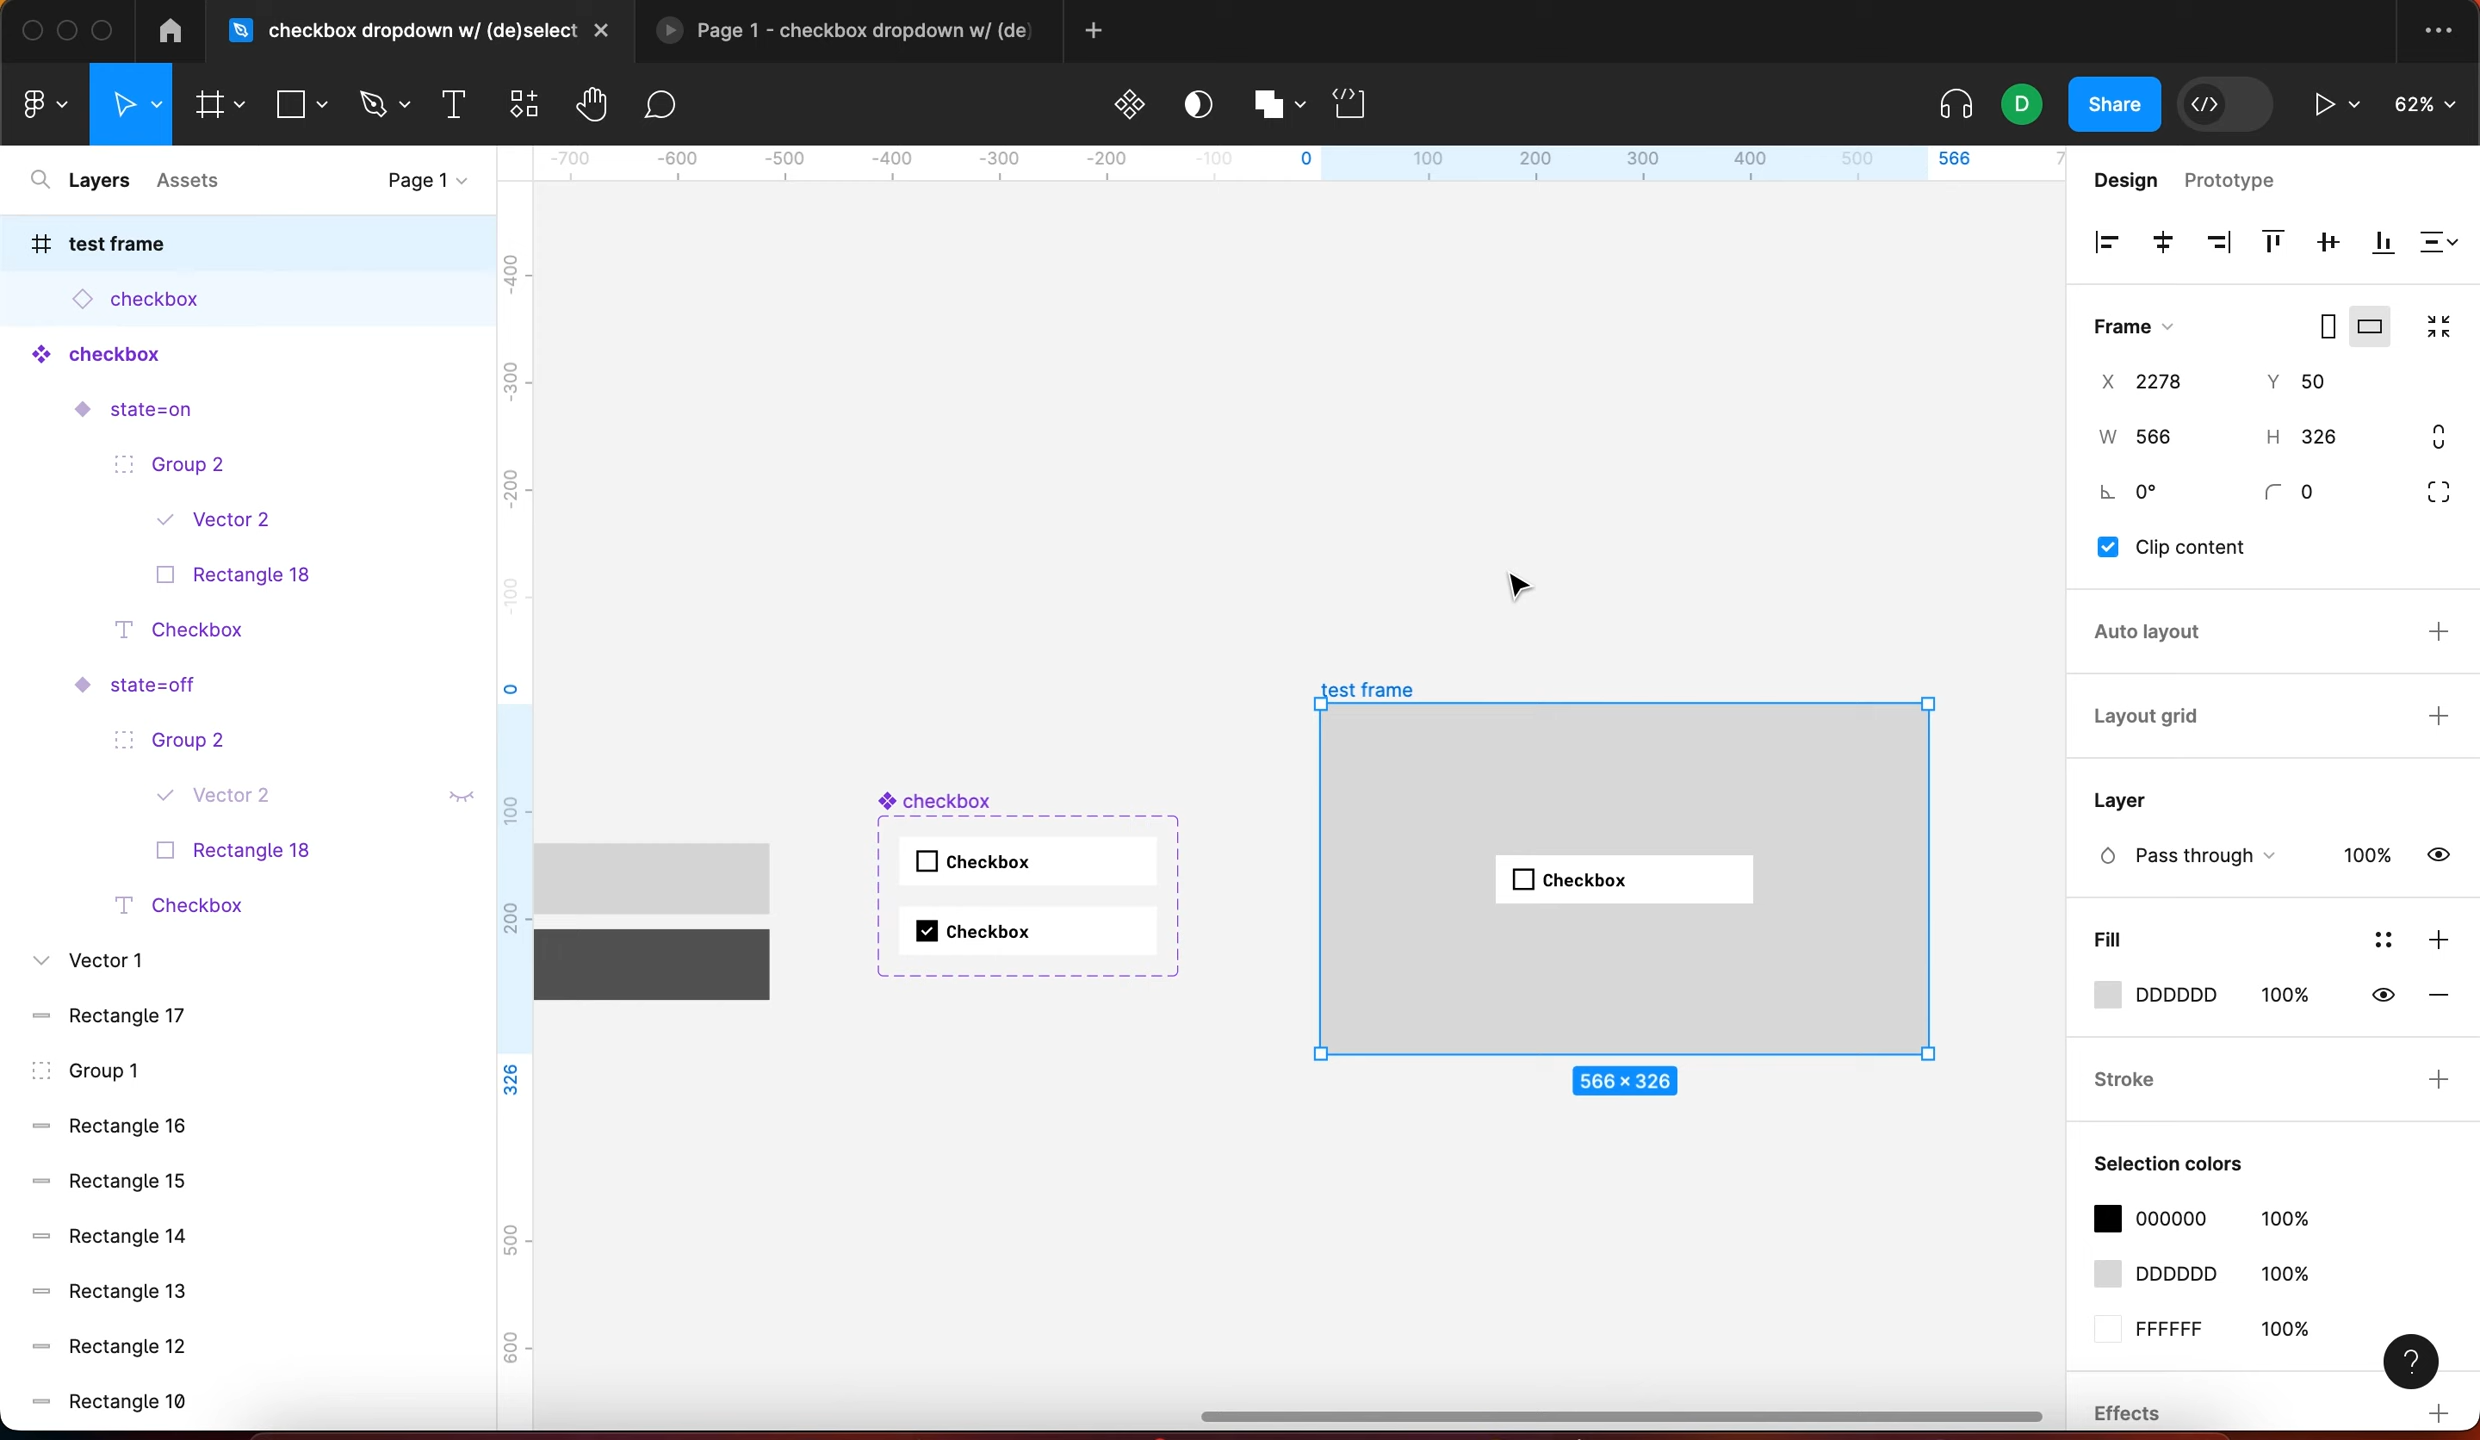 checkbox dropdown w/ (de)select
Page 1 - checkbox dropdown w/ (de)
D
Share
62%
Layers
Assets
Page 1
test frame
checkbox
checkbox
state=on
Group 2
Vector 2
Rectangle 18
Checkbox
state=off
Group 2
Vector 2
Rectangle 18
Checkbox
Vector 1
Rectangle 17
Group 1
Rectangle 16
Rectangle 15
Rectangle 14
Rectangle 13
Rectangle 12
Rectangle 10
-700 -600 -500 -400 -300 -200 -100 0 100 200 300 400 500 566 7
-400
-300
-200
-100
0
100
200
326
500
600
checkbox
Checkbox
Checkbox
test frame
Checkbox
566 × 326
Design
Prototype
Frame
X 2278 Y 50
W 566 H 326
0° 0
Clip content
Auto layout
Layout grid
Layer
Pass through 100%
Fill
DDDDDD 100%
Stroke
Selection colors
000000 100%
DDDDDD 100%
FFFFFF 100%
?
Effects